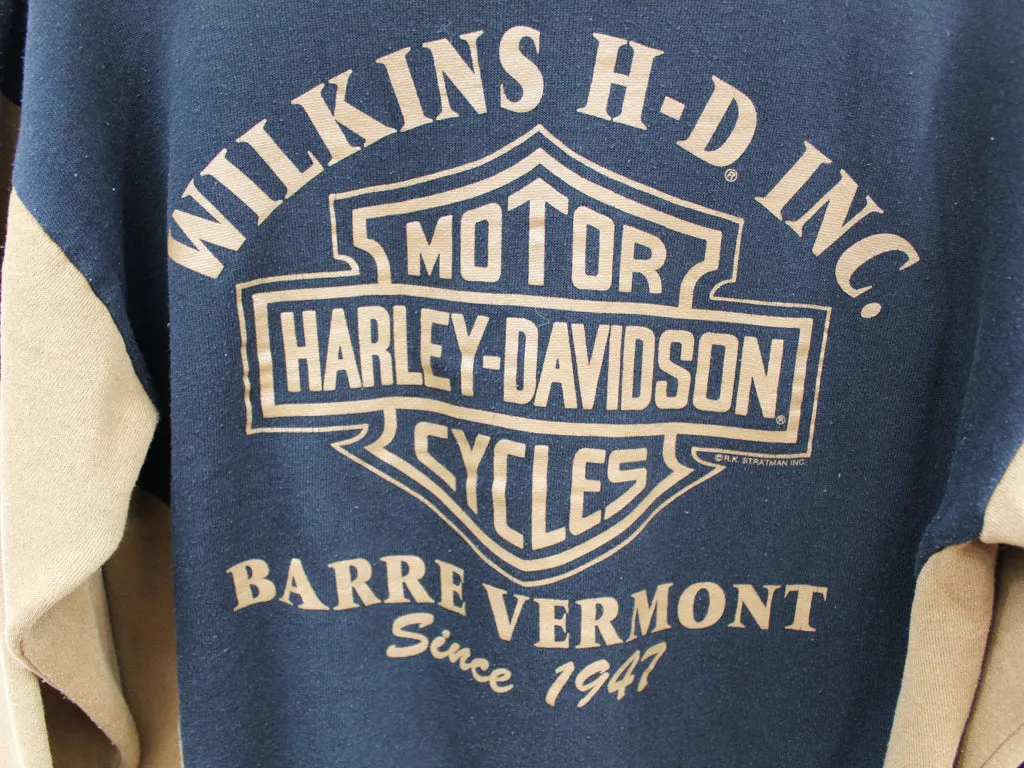 WILKINS H-D® INC.
MOTOR
HARLEY-DAVIDSON®
CYCLES
©R.K. STRATMAN INC.
BARRE VERMONT
Since 1947